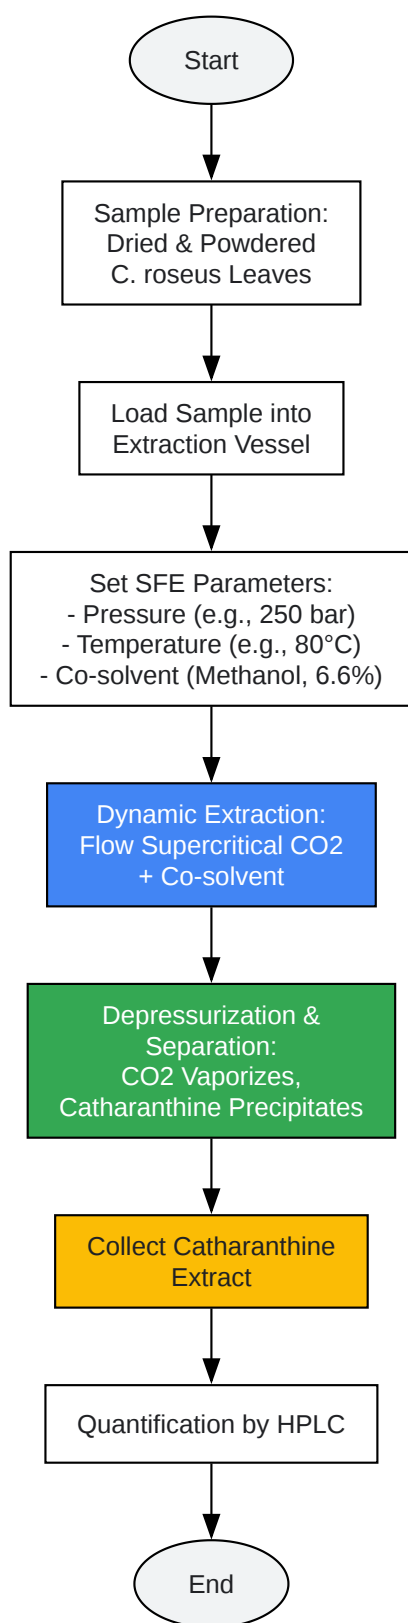 Start
Sample Preparation:
Dried & Powdered
C. roseus Leaves
Load Sample into
Extraction Vessel
Set SFE Parameters:
- Pressure (e.g., 250 bar)
- Temperature (e.g., 80°C)
- Co-solvent (Methanol, 6.6%)
Dynamic Extraction:
Flow Supercritical CO2
+ Co-solvent
Depressurization &
Separation:
CO2 Vaporizes,
Catharanthine Precipitates
Collect Catharanthine
Extract
Quantification by HPLC
End